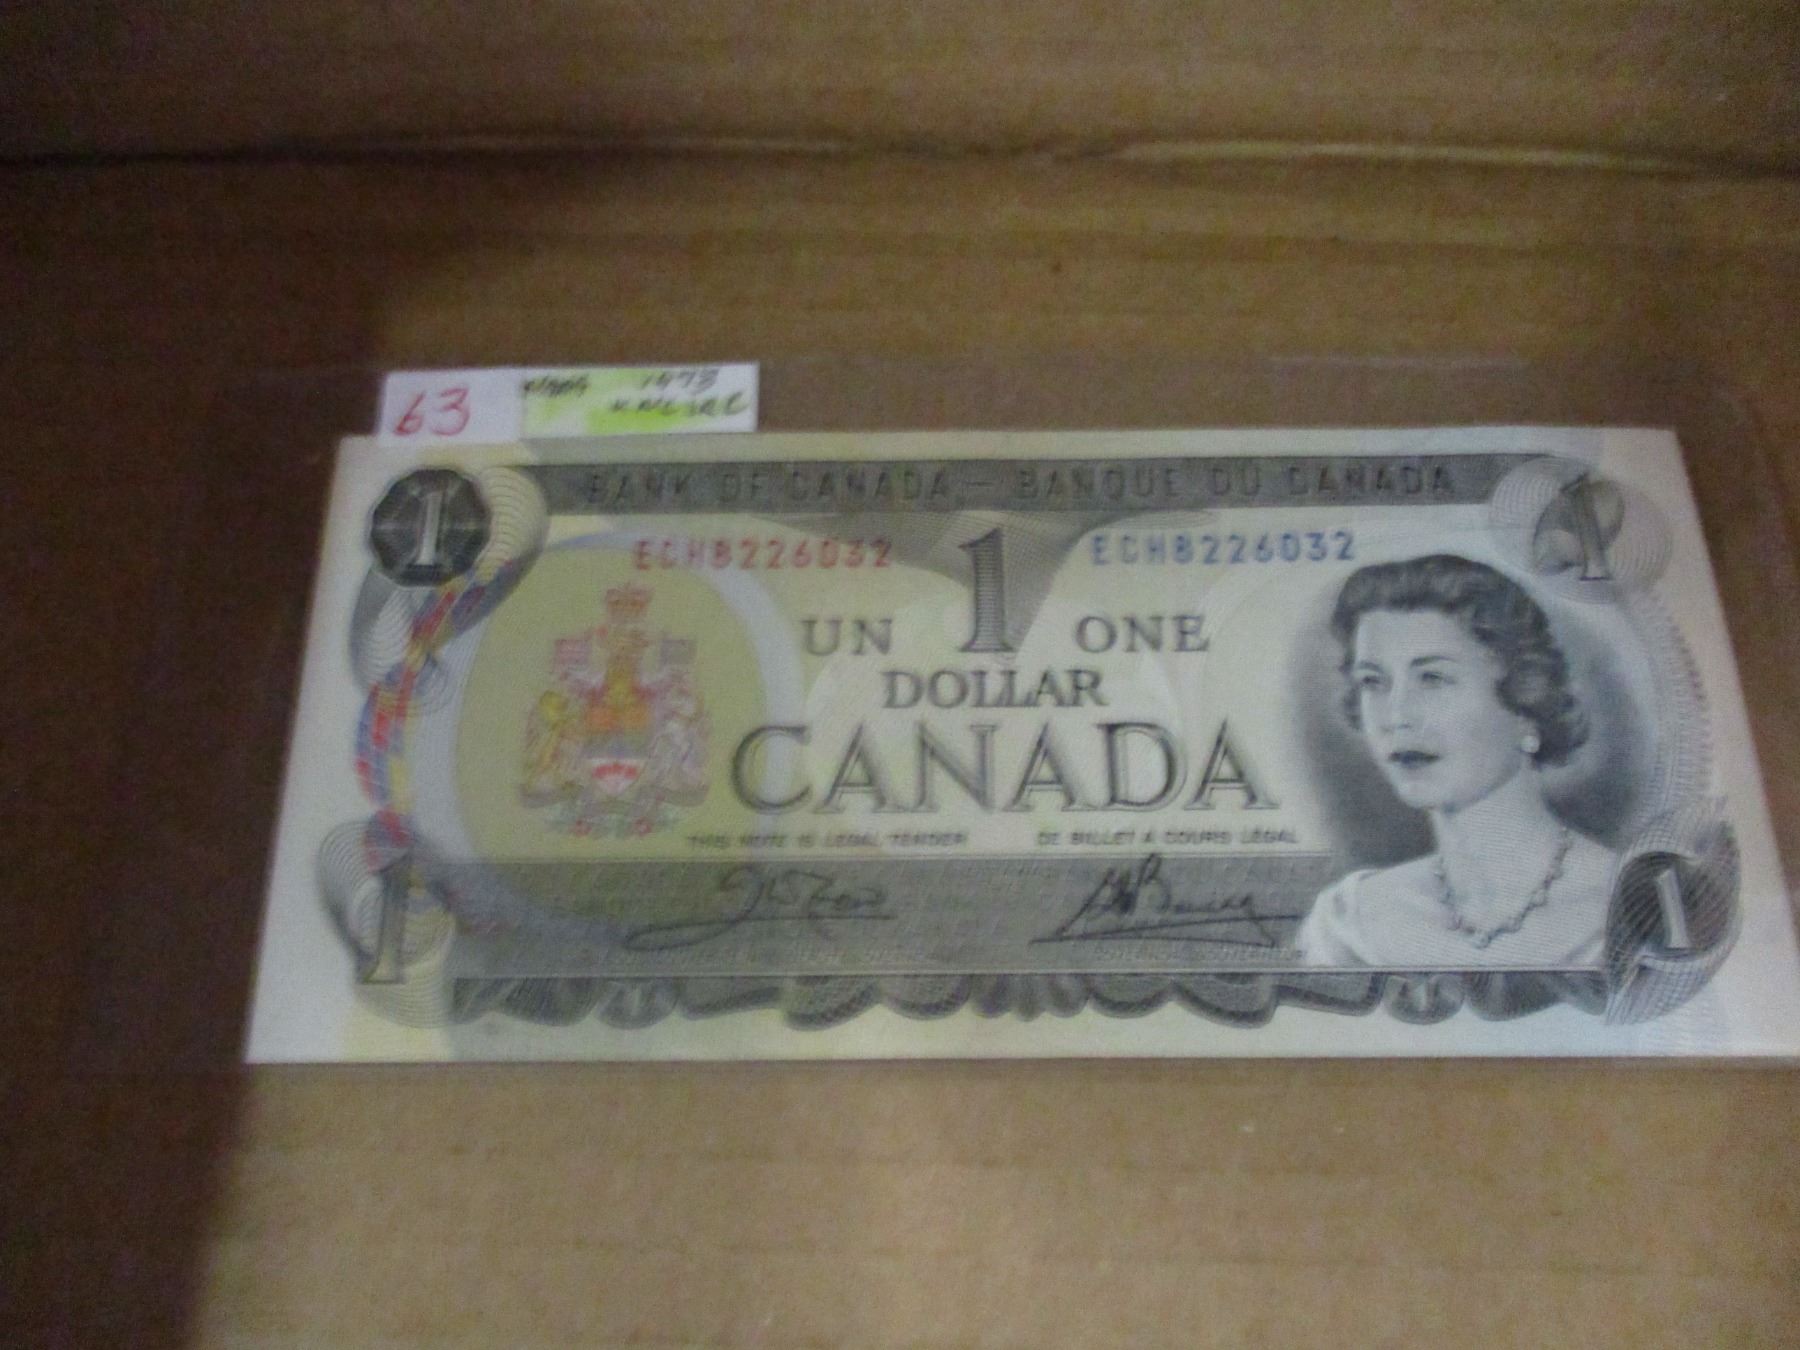 63
1973
BANK OF CANADA — BANQUE DU CANADA
1 1
ECH8226032 1 ECH8226032
UN ONE
DOLLAR
CANADA
THIS NOTE IS LEGAL TENDER CE BILLET A COURS LÉGAL
1 1